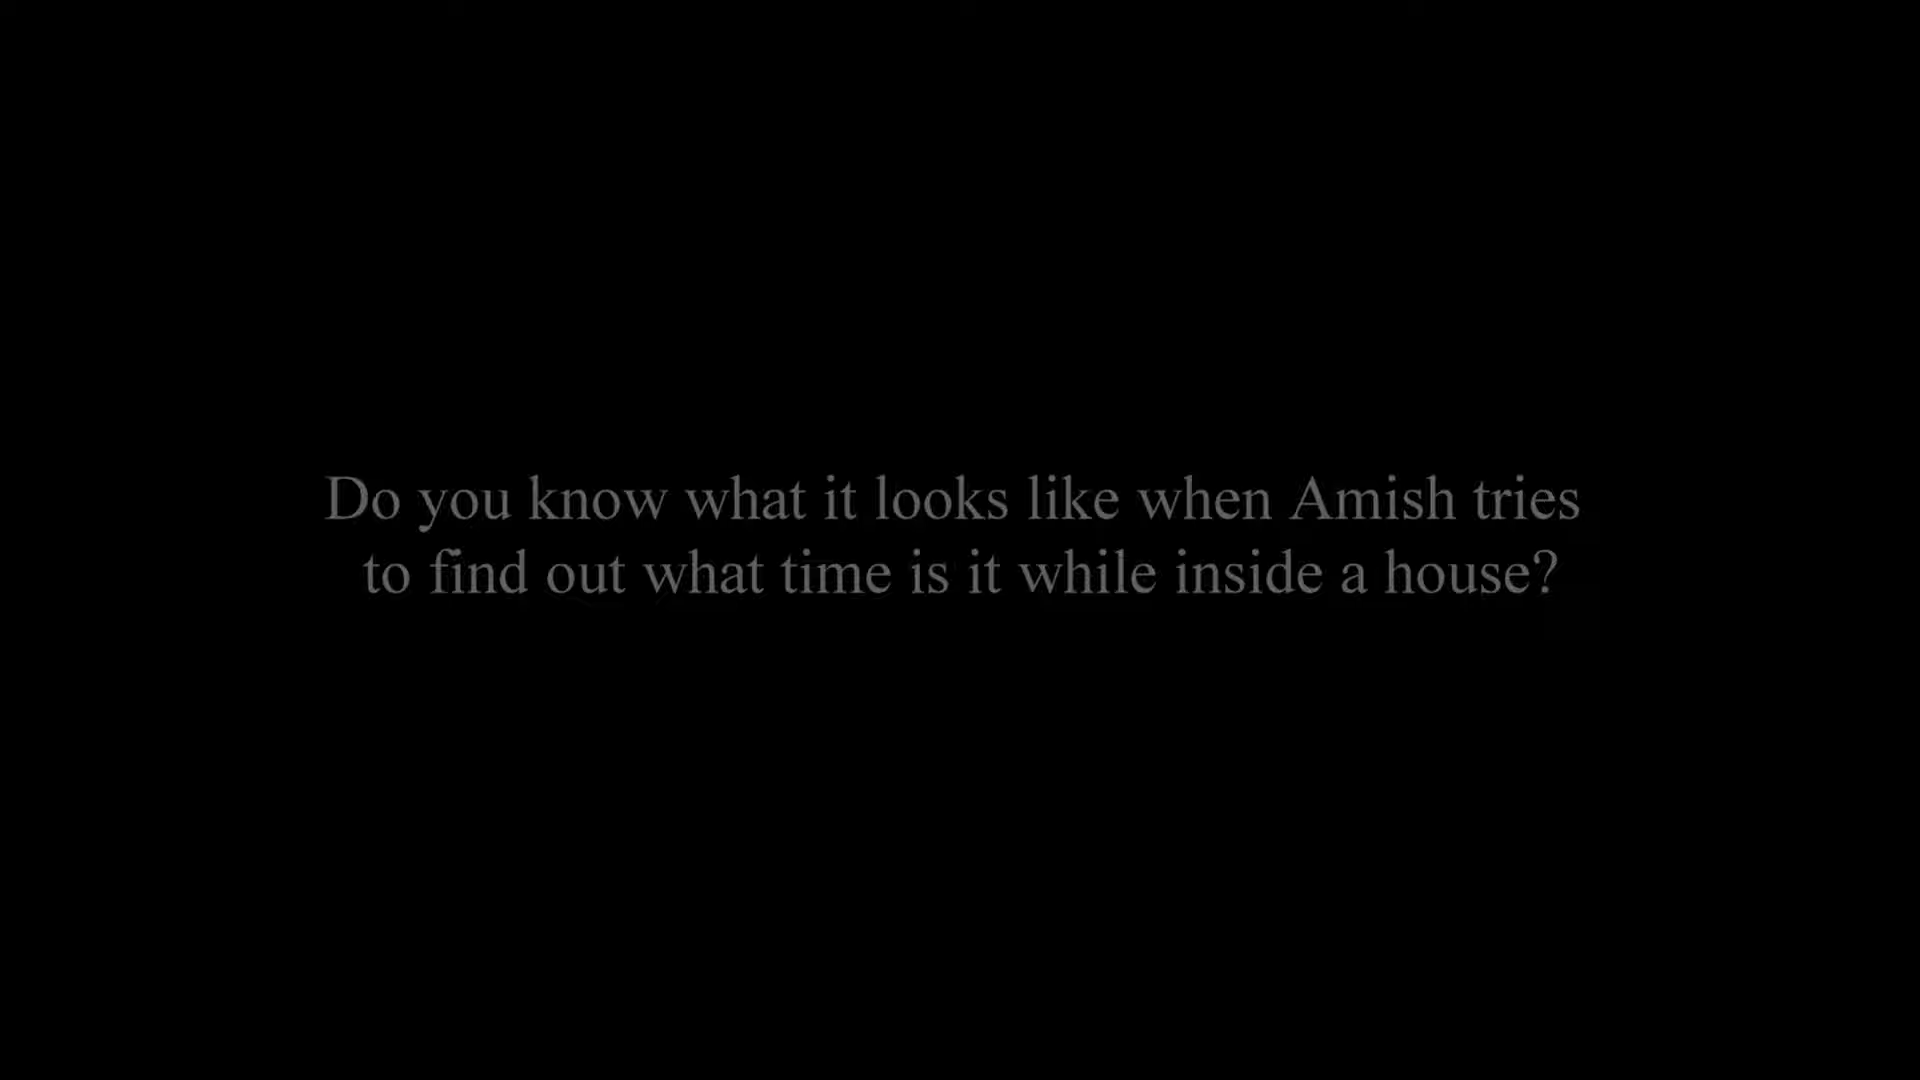 Do you know what it looks like when Amish tries
to find out what time is it while inside a house?